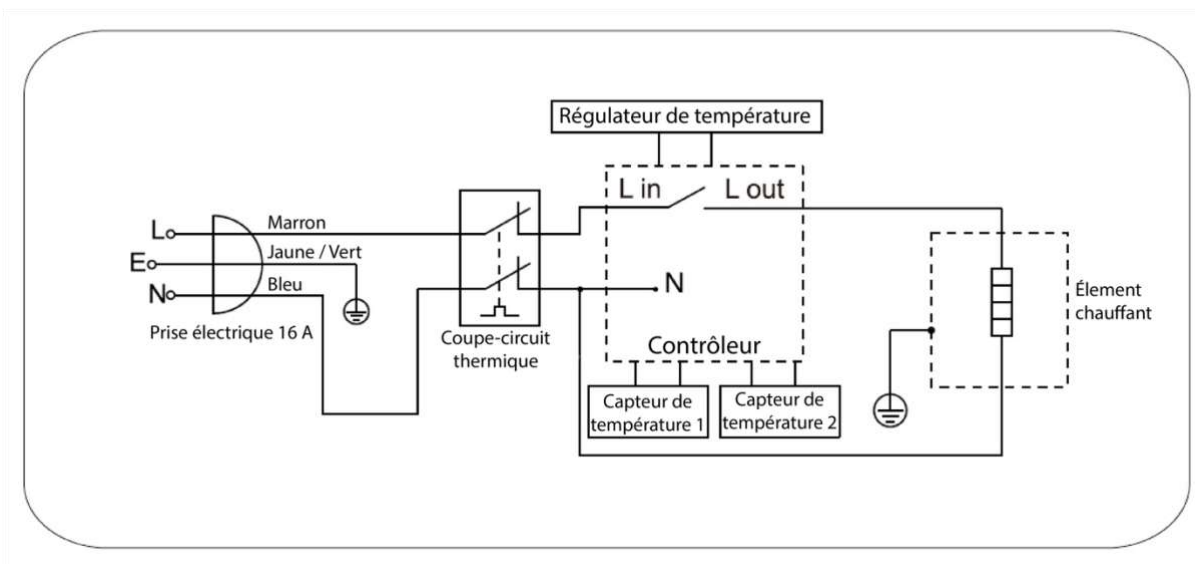 Régulateur de température
L in
L out
L
Marron
E
Jaune / Vert
N
Bleu
Prise électrique 16 A
Coupe-circuit
thermique
N
Contrôleur
Capteur de
température 1
Capteur de
température 2
Élement
chauffant